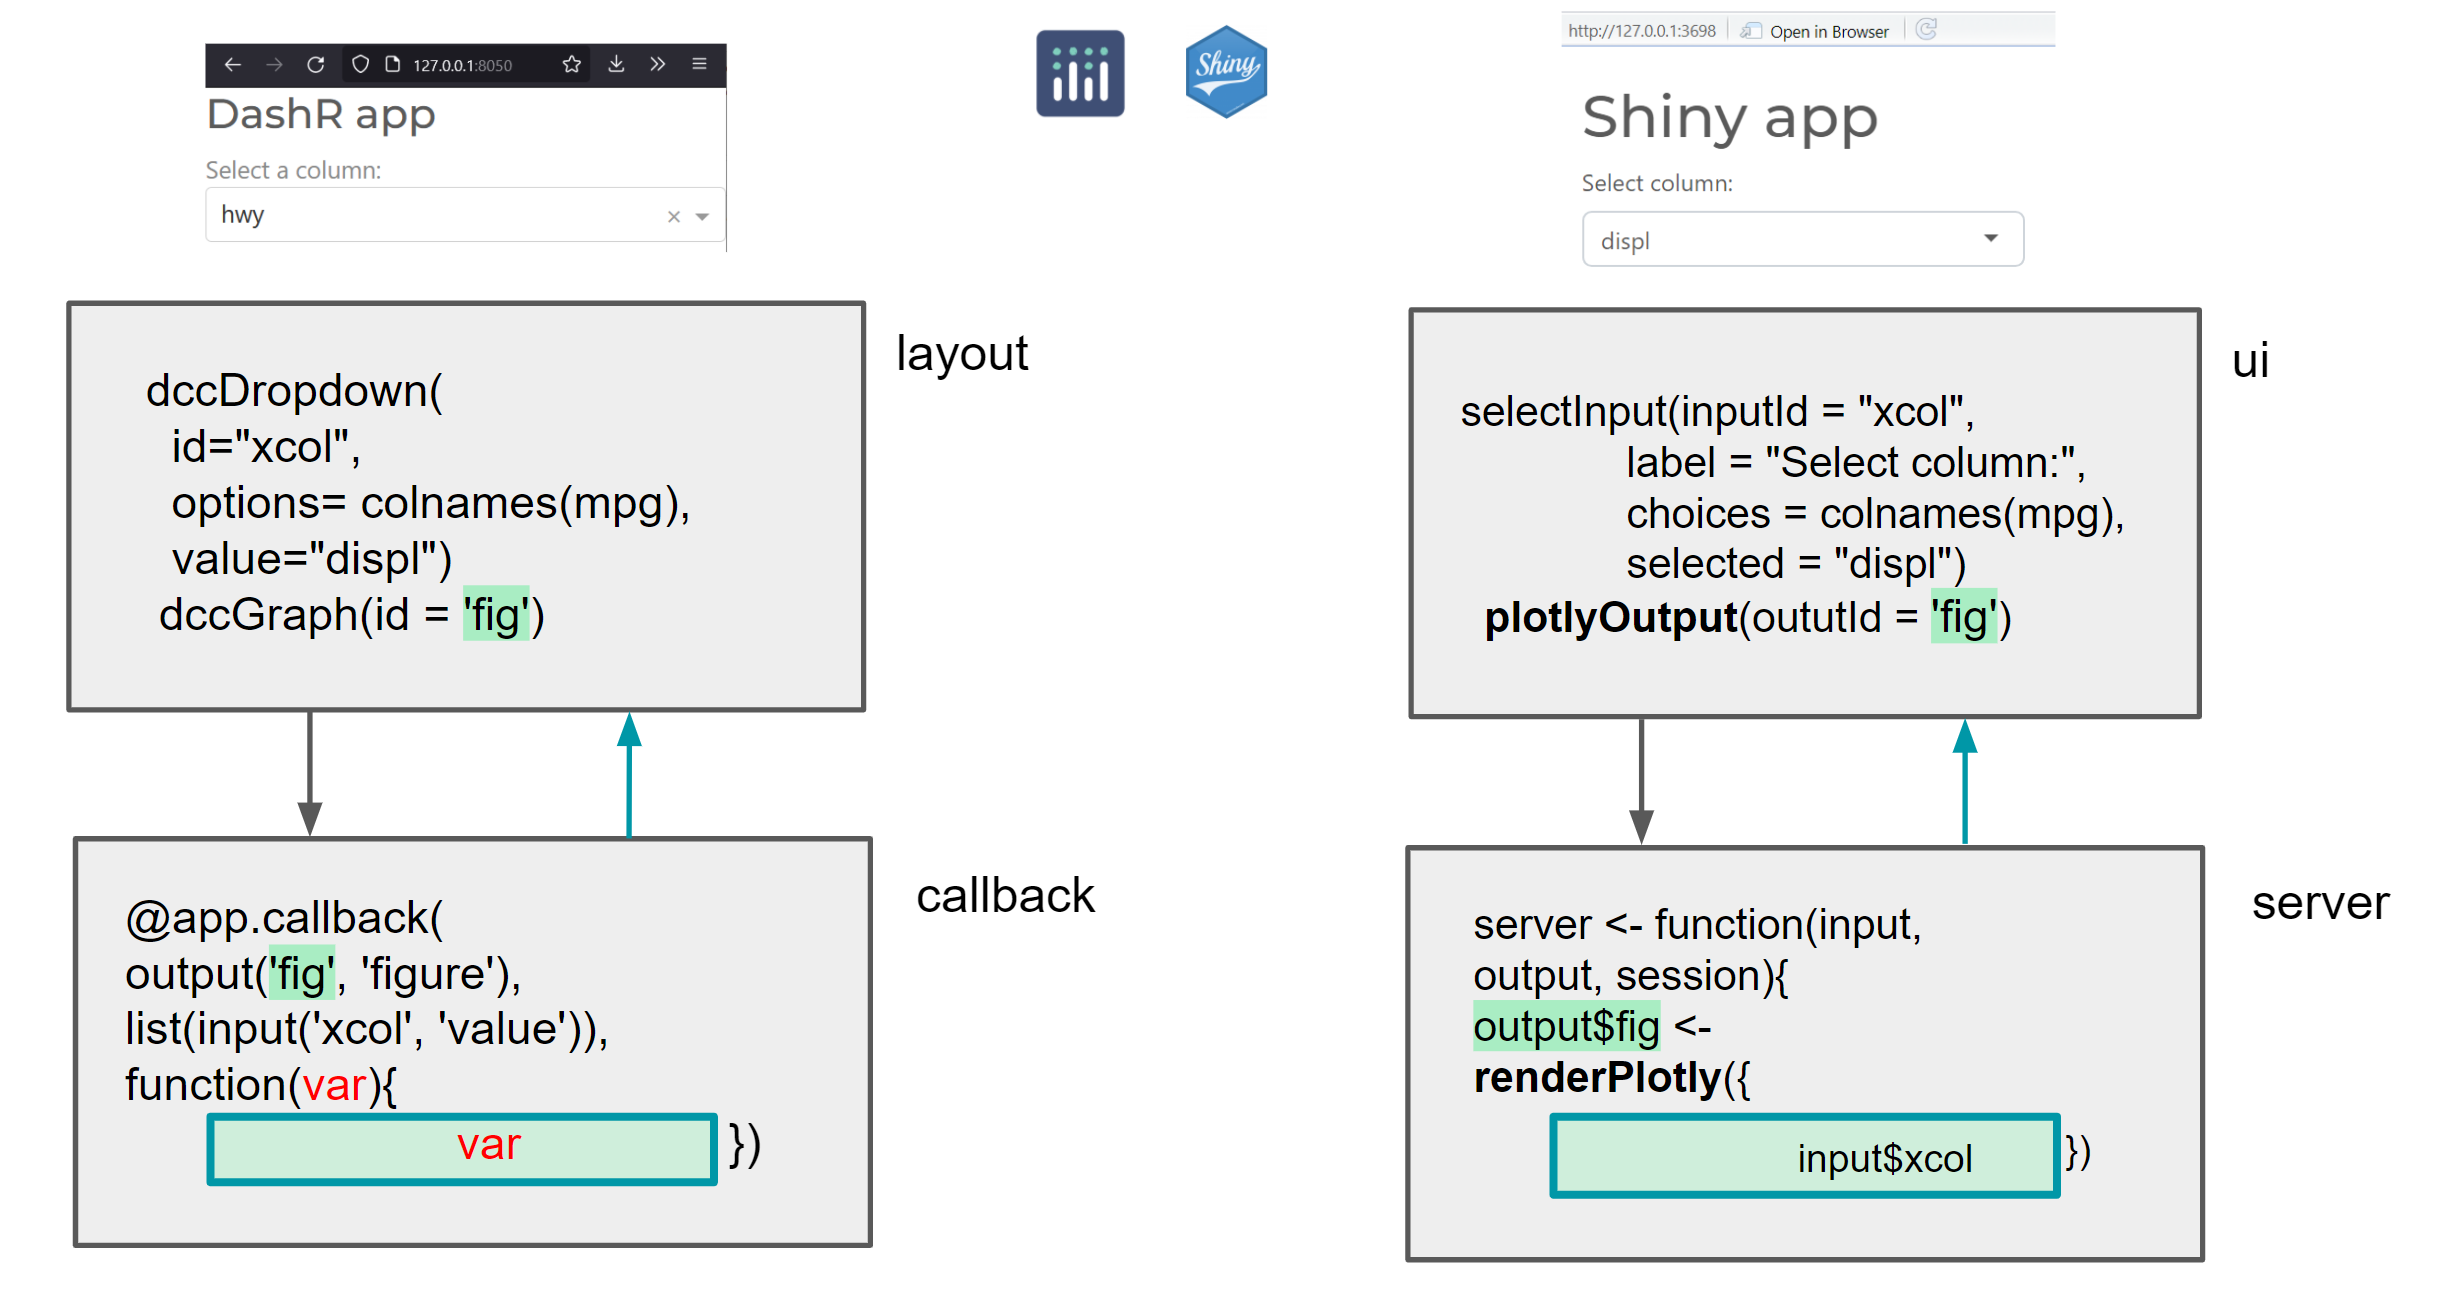 127.0.0.1:8050
DashR app
Select a column:
hwy
layout
dccDropdown(
id="xcol",
options= colnames(mpg),
value="displ")
dccGraph(id = 'fig')
callback
@app.callback(
output('fig', 'figure'),
list(input('xcol', 'value')),
function(var){
var
})
Shiny
http://127.0.0.1:3698
Open in Browser
Shiny app
Select column:
displ
ui
selectInput(inputId = "xcol",
label = "Select column:",
choices = colnames(mpg),
selected = "displ")
plotlyOutput(oututId = 'fig')
server
server <- function(input,
output, session){
output$fig <-
renderPlotly({
input$xcol
})